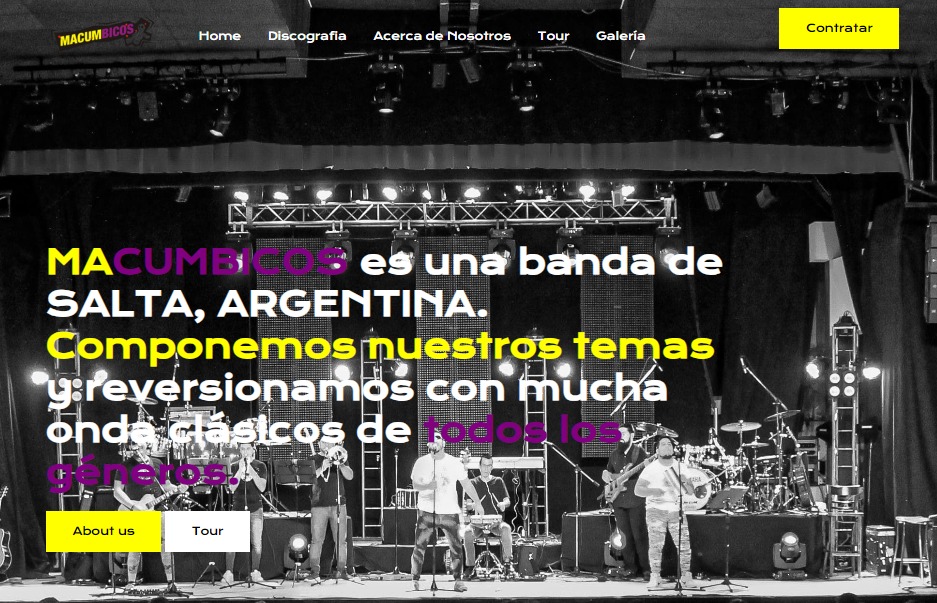 MACUMBICOS
Home Discografia Acerca de Nosotros Tour Galería
Contratar
MACUMBICOS es una banda de
SALTA, ARGENTINA.
Componemos nuestros temas
y reversionamos con mucha
onda clásicos de todos los
géneros.
About us Tour